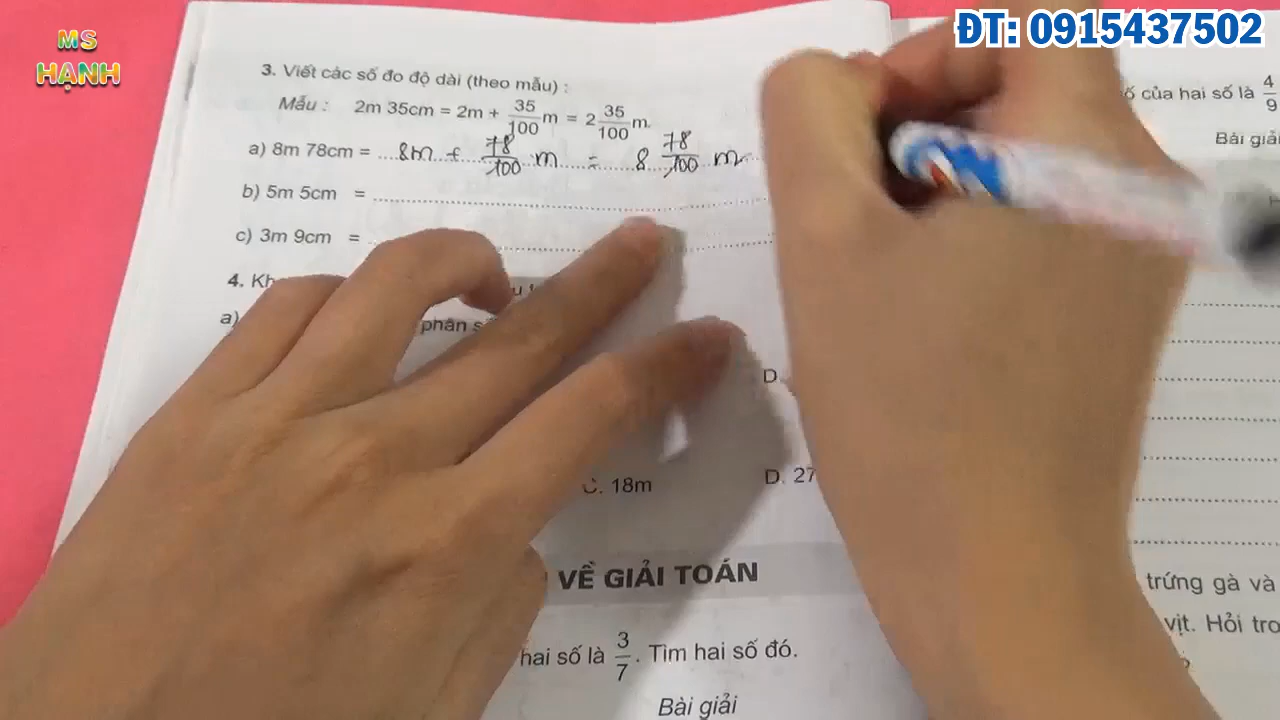 MS
HẠNH
ĐT: 0915437502
3. Viết các số đo độ dài (theo mẫu) :
Mẫu : 2m 35cm = 2m + 35/100 m = 2 35/100 m.
a) 8m 78cm = 8m + 78/100 m = 8 78/100 m
b) 5m 5cm =
c) 3m 9cm =
4. Kh
a) phân s
D.
C. 18m D. 27
VỀ GIẢI TOÁN
hai số là 3/7. Tìm hai số đó.
Bài giải
của hai số là 4/9
Bài giải
trứng gà và
vịt. Hỏi